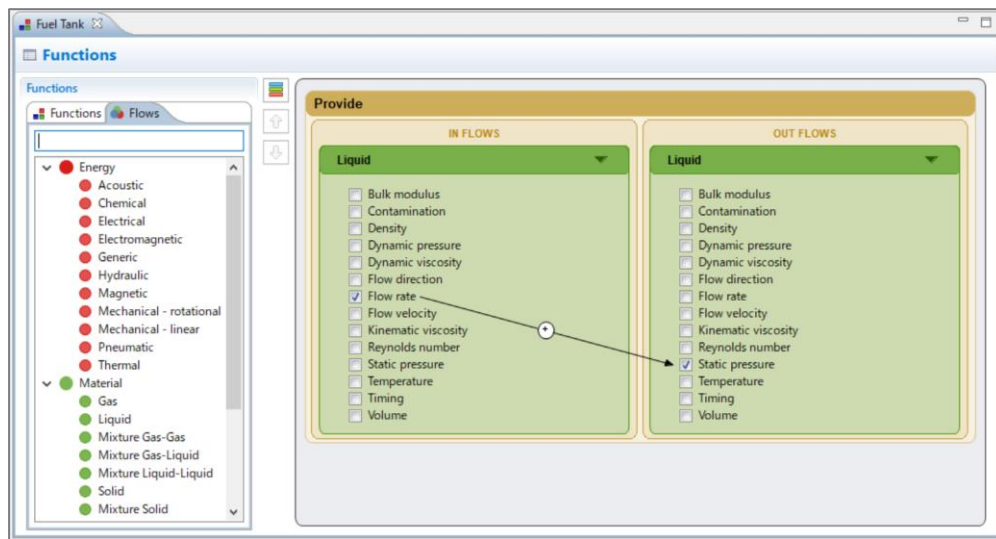 Fuel Tank
Functions
Functions
Functions Flows
Energy
Acoustic
Chemical
Electrical
Electromagnetic
Generic
Hydraulic
Magnetic
Mechanical - rotational
Mechanical - linear
Pneumatic
Thermal
Material
Gas
Liquid
Mixture Gas-Gas
Mixture Gas-Liquid
Mixture Liquid-Liquid
Solid
Mixture Solid
Provide
IN FLOWS
Liquid
Bulk modulus
Contamination
Density
Dynamic pressure
Dynamic viscosity
Flow direction
Flow rate
Flow velocity
Kinematic viscosity
Reynolds number
Static pressure
Temperature
Timing
Volume
+
OUT FLOWS
Liquid
Bulk modulus
Contamination
Density
Dynamic pressure
Dynamic viscosity
Flow direction
Flow rate
Flow velocity
Kinematic viscosity
Reynolds number
Static pressure
Temperature
Timing
Volume